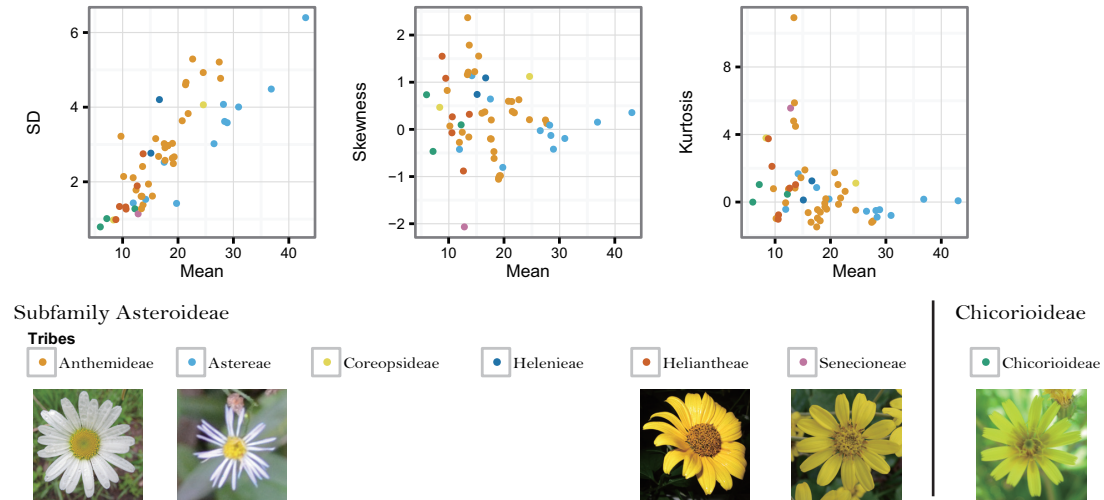 6
4
2
SD
10 20 30 40
Mean
2
1
0
−1
−2
Skewness
10 20 30 40
Mean
8
4
0
Kurtosis
10 20 30 40
Mean
Subfamily Asteroideae
Chicorioideae
Tribes
Anthemideae Astereae Coreopsideae Helenieae Heliantheae Senecioneae Chicorioideae